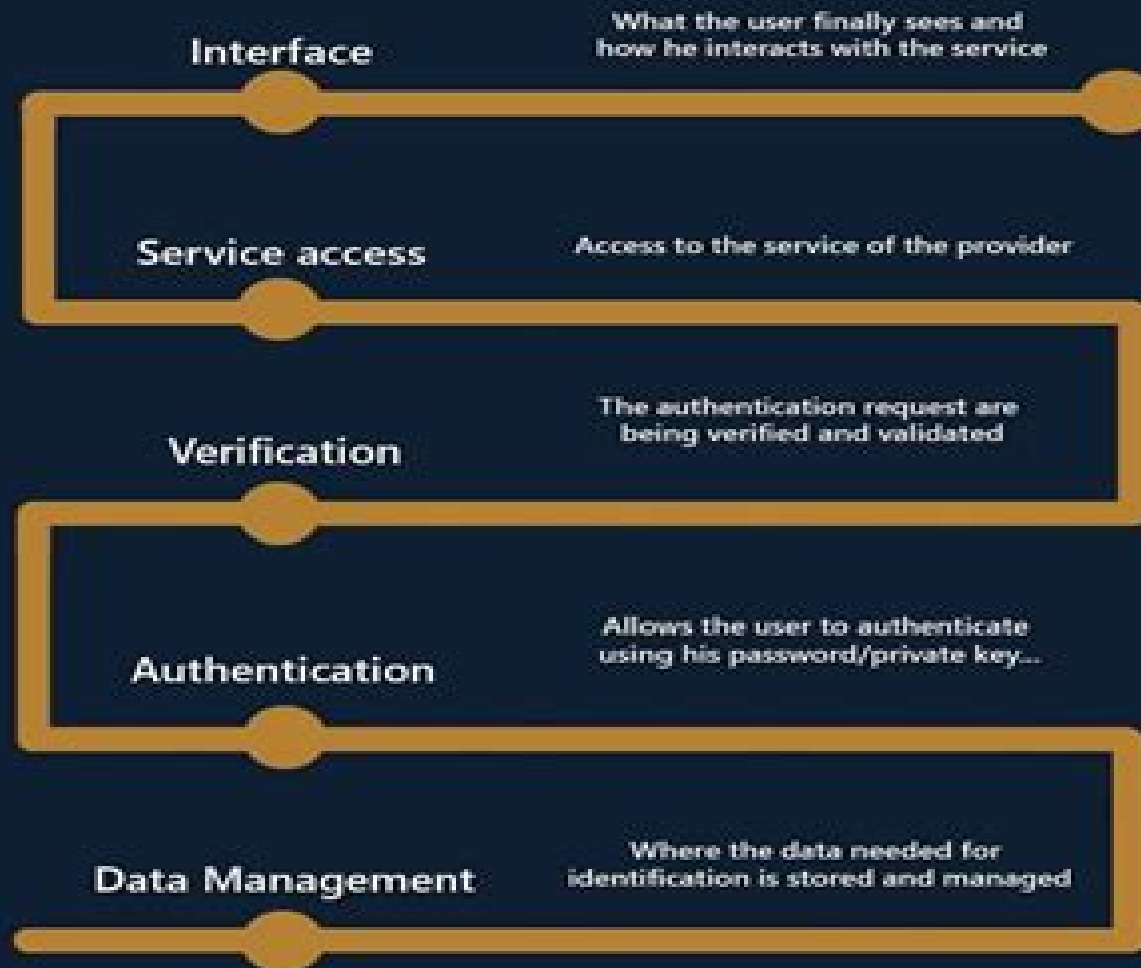 Interface
What the user finally sees and
how he interacts with the service
Service access
Access to the service of the provider
Verification
The authentication request are
being verified and validated
Authentication
Allows the user to authenticate
using his password/private key...
Data Management
Where the data needed for
identification is stored and managed